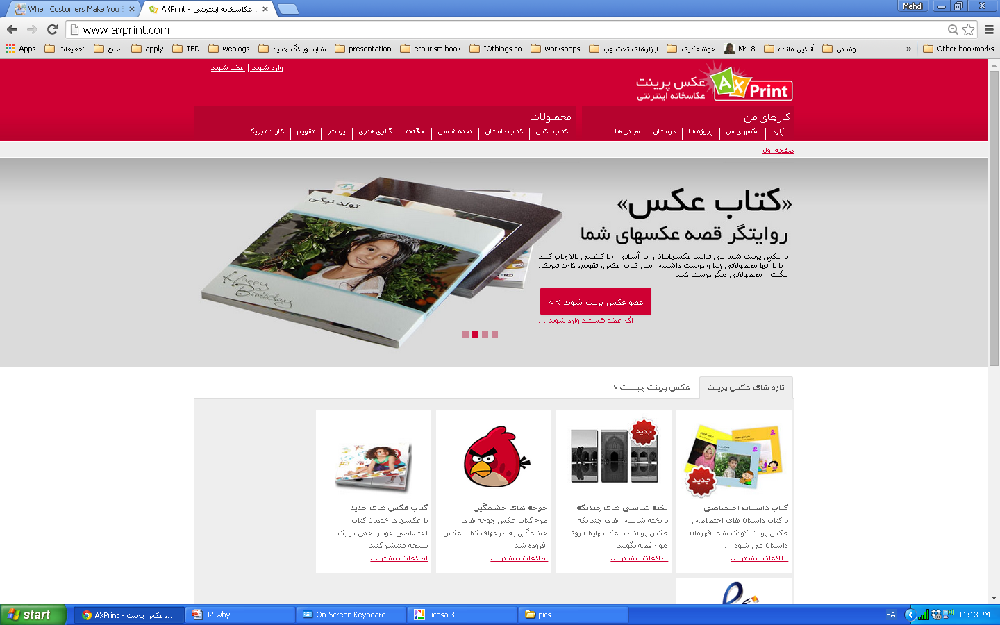 When Customers Make You S
AXPrint - عکاسخانه اینترنتی ،
Mehdi
www.axprint.com
Apps
تحقیقات
صلح
apply
TED
weblogs
شاید وبلاگ جدید
presentation
etourism book
IOthings co
workshops
ابزارهای تحت وب
خوشفکری
M4-8
آنلاین مانده
نوشتن
»
Other bookmarks
وارد شوید | عضو شوید
عکس پرینت
عکاسخانه اینترنتی
AX Print
کارهای من
آپلود
عکسهای من
پروژه ها
دوستان
مجانی ها
محصولات
کتاب عکس
کتاب داستان
تخته شاسی
مگنت
گالری هنری
پوستر
تقویم
کارت تبریک
صفحه اول
«کتاب عکس»
روایتگر قصه عکسهای شما
با عکس پرینت شما می توانید عکسهایتان را به آسانی و با کیفیتی بالا چاپ کنید
و یا با آنها محصولاتی زیبا و دوست داشتنی مثل کتاب عکس، تقویم، کارت تبریک،
مگنت و محصولاتی دیگر درست کنید.
عضو عکس پرینت شوید >>
اگر عضو هستید وارد شوید ...
تولد نیکی
Happy
Birthday
تازه های عکس پرینت
عکس پرینت چیست ؟
جدید
کتاب داستان اختصاصی
با کتاب داستان های اختصاصی
عکس پرینت کودک شما قهرمان
داستان می شود ...
اطلاعات بیشتر ...
جدید
تخته شاسی های چندتکه
با تخته شاسی های چند تکه
عکس پرینت، با عکسهایتان روی
دیوار قصه بگویید
اطلاعات بیشتر ...
جوجه های خشمگین
طرح کتاب عکس جوجه های
خشمگین به طرحهای کتاب عکس
افزوده شد
اطلاعات بیشتر ...
کتاب عکس های جدید
با عکسهای خودتان کتاب
اختصاصی خود را حتی در یک
نسخه منتشر کنید
اطلاعات بیشتر ...
start
AXPrint - عکس پرینت،...
02-why
On-Screen Keyboard
Picasa 3
pics
FA
11:13 PM